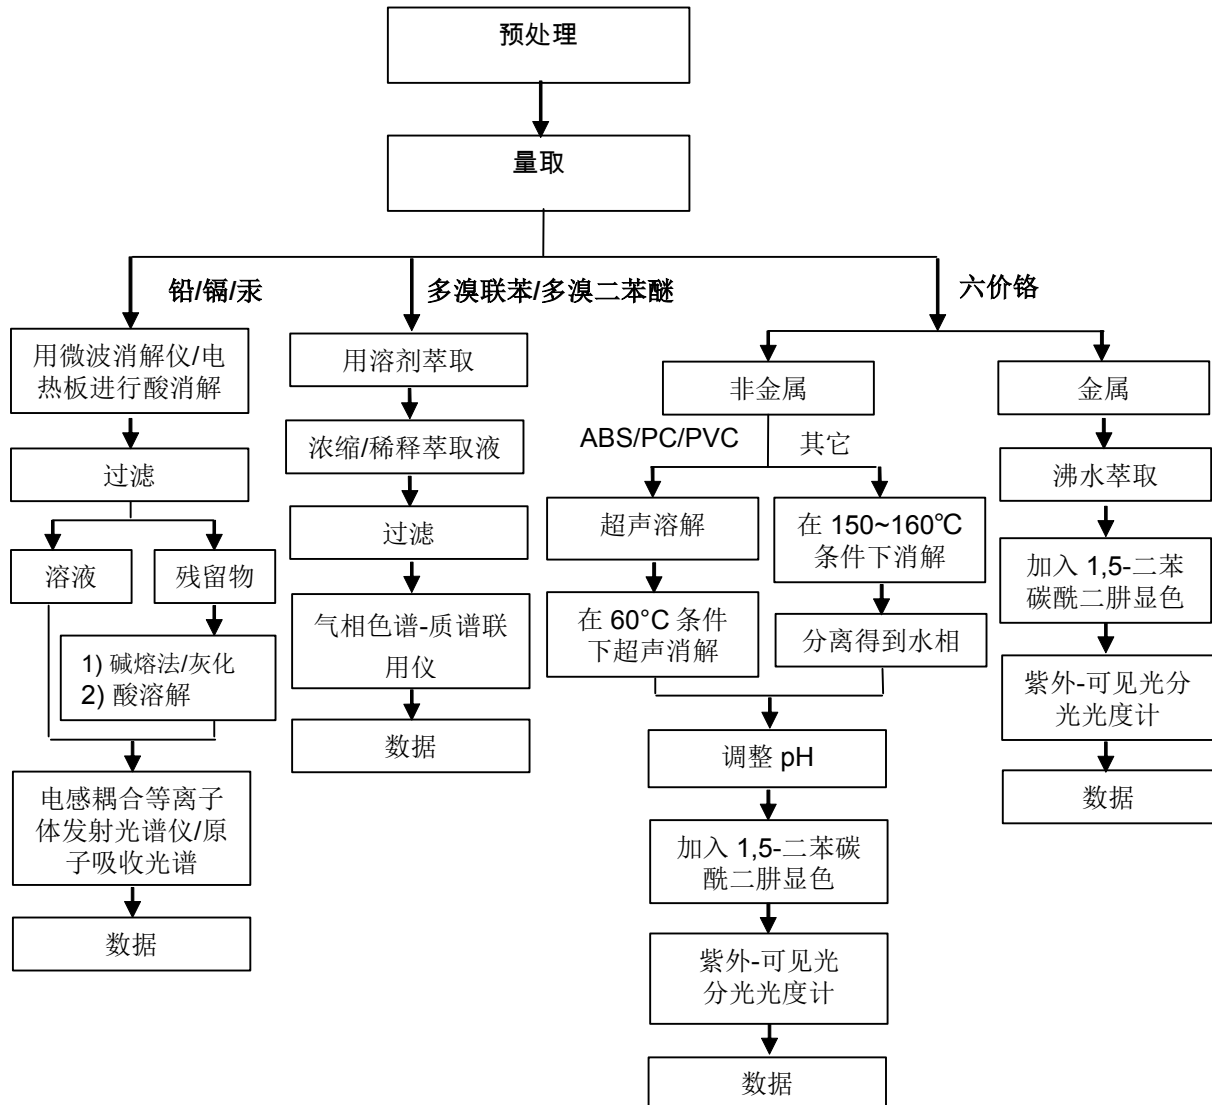 预处理
量取
铅/镉/汞
多溴联苯/多溴二苯醚
六价铬
用微波消解仪/电
热板进行酸消解
过滤
溶液
残留物
1) 碱熔法/灰化
2) 酸溶解
电感耦合等离子
体发射光谱仪/原
子吸收光谱
数据
用溶剂萃取
浓缩/稀释萃取液
过滤
气相色谱-质谱联
用仪
数据
非金属
ABS/PC/PVC
其它
超声溶解
在 60°C 条件
下超声消解
在 150~160℃
条件下消解
分离得到水相
调整 pH
加入 1,5-二苯碳
酰二肼显色
紫外-可见光
分光光度计
数据
金属
沸水萃取
加入 1,5-二苯
碳酰二肼显色
紫外-可见光分
光光度计
数据